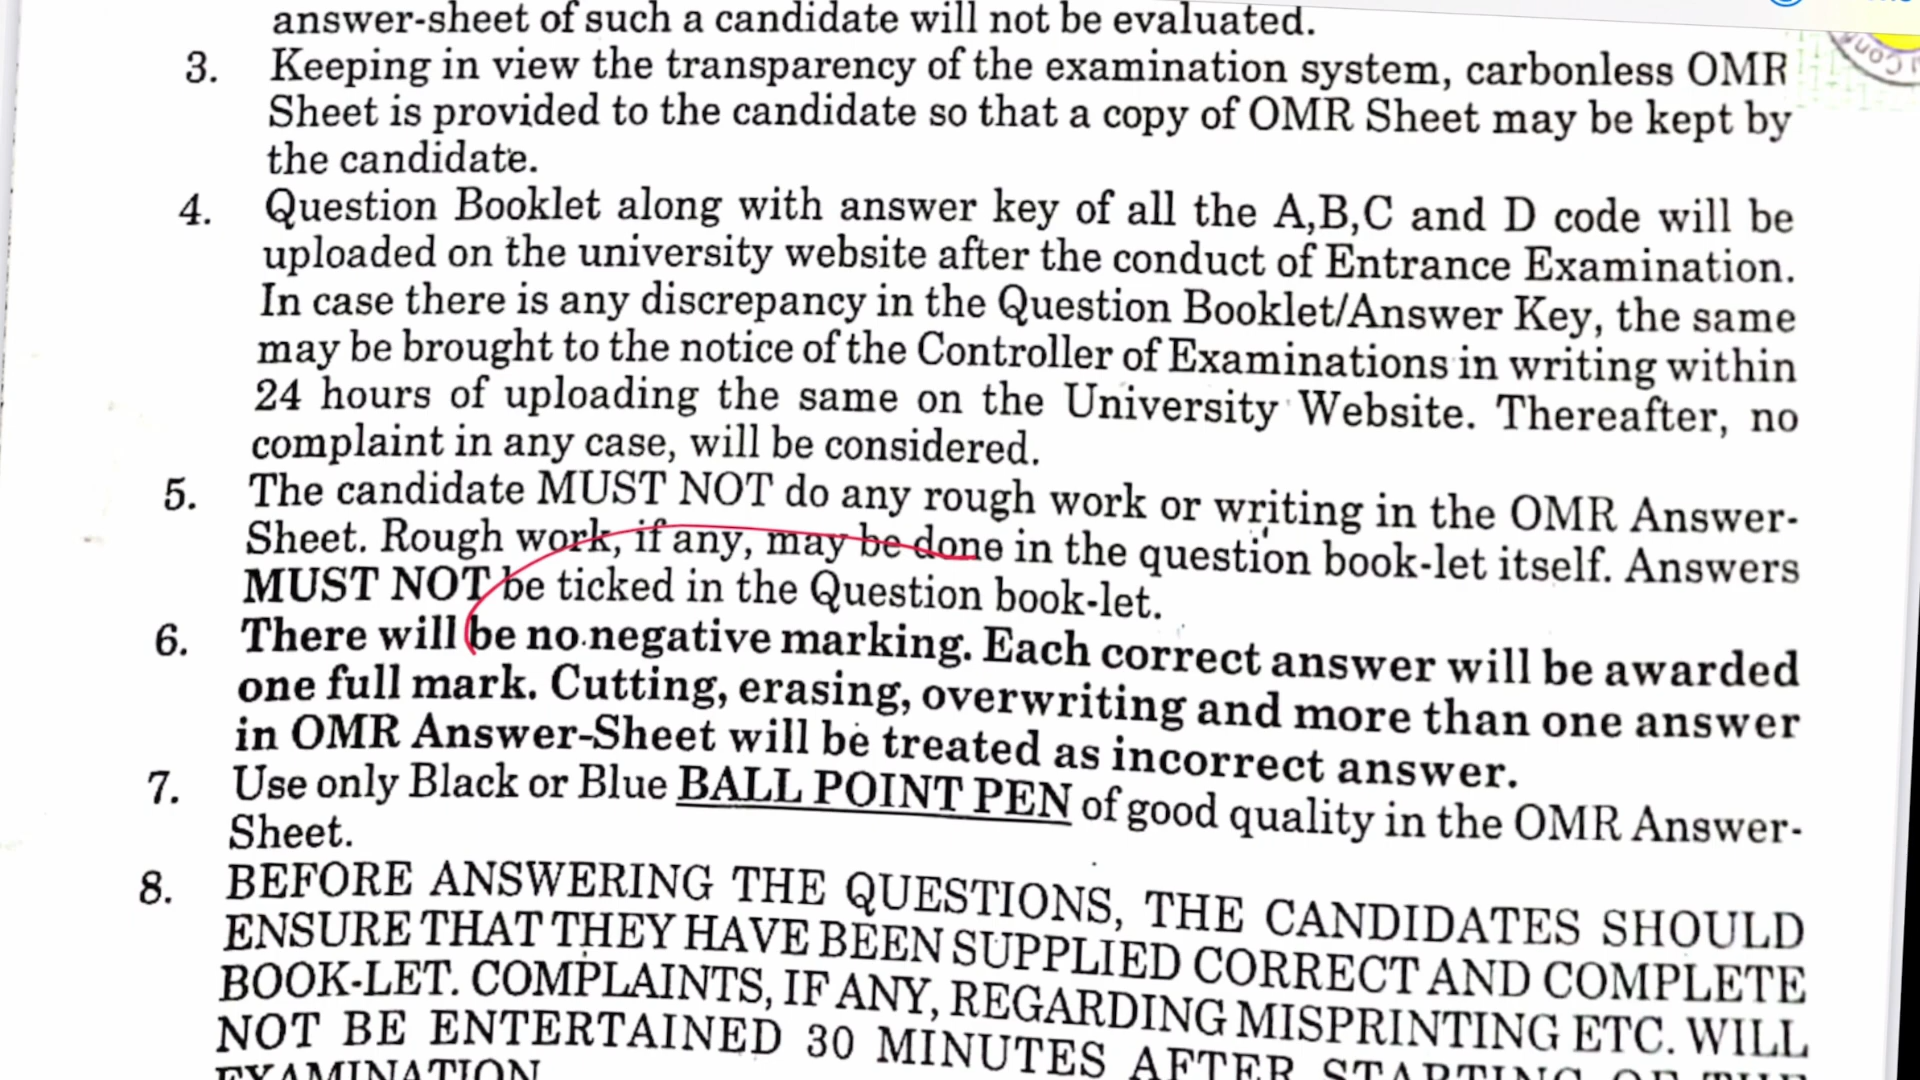 answer-sheet of such a candidate will not be evaluated.
3. Keeping in view the transparency of the examination system, carbonless OMR
Sheet is provided to the candidate so that a copy of OMR Sheet may be kept by
the candidate.
4. Question Booklet along with answer key of all the A,B,C and D code will be
uploaded on the university website after the conduct of Entrance Examination.
In case there is any discrepancy in the Question Booklet/Answer Key, the same
may be brought to the notice of the Controller of Examinations in writing within
24 hours of uploading the same on the University Website. Thereafter, no
complaint in any case, will be considered.
5. The candidate MUST NOT do any rough work or writing in the OMR Answer-
Sheet. Rough work, if any, may be done in the question book-let itself. Answers
MUST NOT be ticked in the Question book-let.
6. There will be no negative marking. Each correct answer will be awarded
one full mark. Cutting, erasing, overwriting and more than one answer
in OMR Answer-Sheet will be treated as incorrect answer.
7. Use only Black or Blue BALL POINT PEN of good quality in the OMR Answer-
Sheet.
8. BEFORE ANSWERING THE QUESTIONS, THE CANDIDATES SHOULD
ENSURE THAT THEY HAVE BEEN SUPPLIED CORRECT AND COMPLETE
BOOK-LET. COMPLAINTS, IF ANY, REGARDING MISPRINTING ETC. WILL
NOT BE ENTERTAINED 30 MINUTES AFTER STARTING OF THE
EXAMINATION